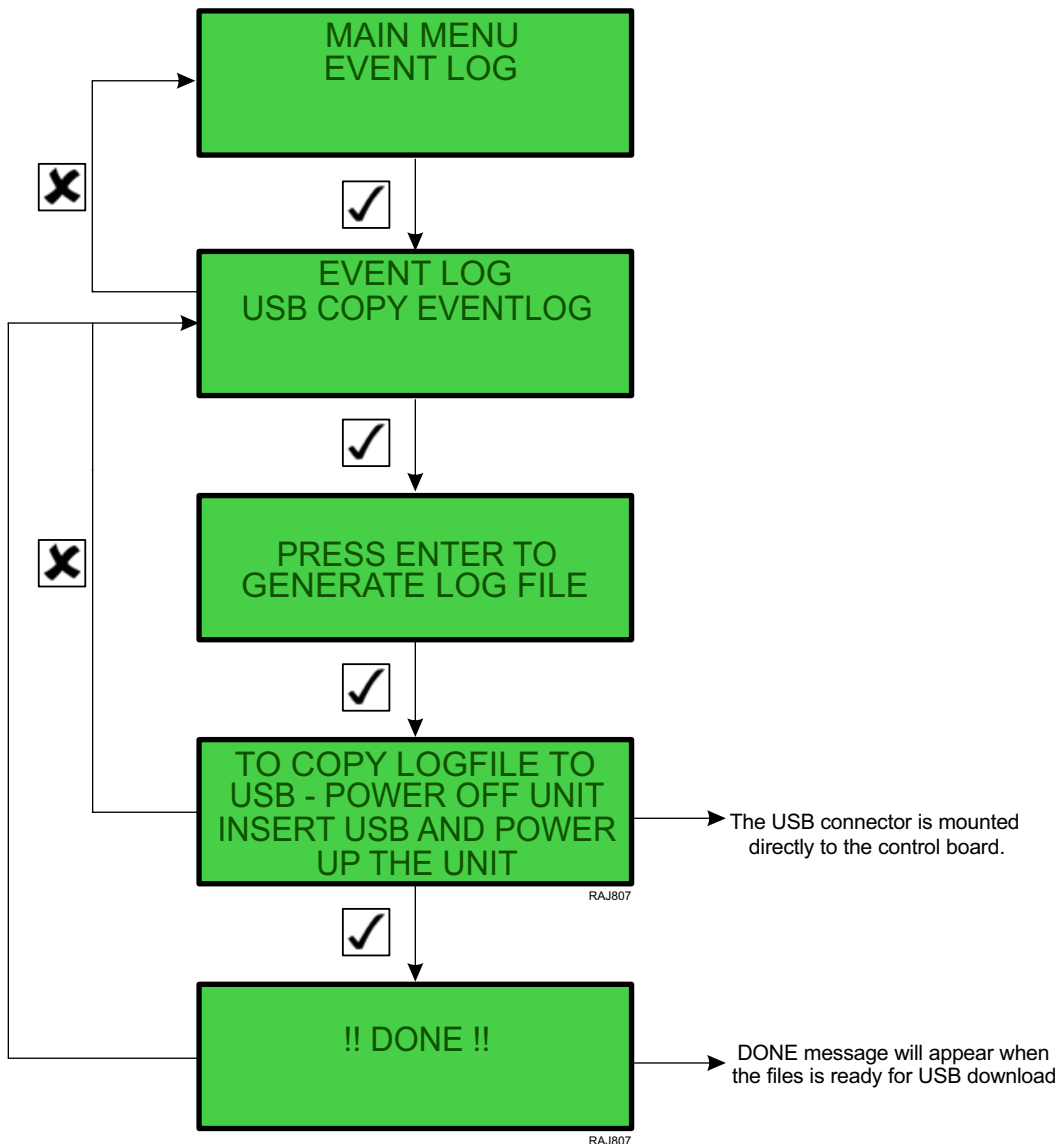 MAIN MENU
EVENT LOG
EVENT LOG
USB COPY EVENTLOG
PRESS ENTER TO
GENERATE LOG FILE
TO COPY LOGFILE TO
USB - POWER OFF UNIT
INSERT USB AND POWER
UP THE UNIT
The USB connector is mounted
directly to the control board.
RAJ807
!! DONE !!
DONE message will appear when
the files is ready for USB download
RAJ807